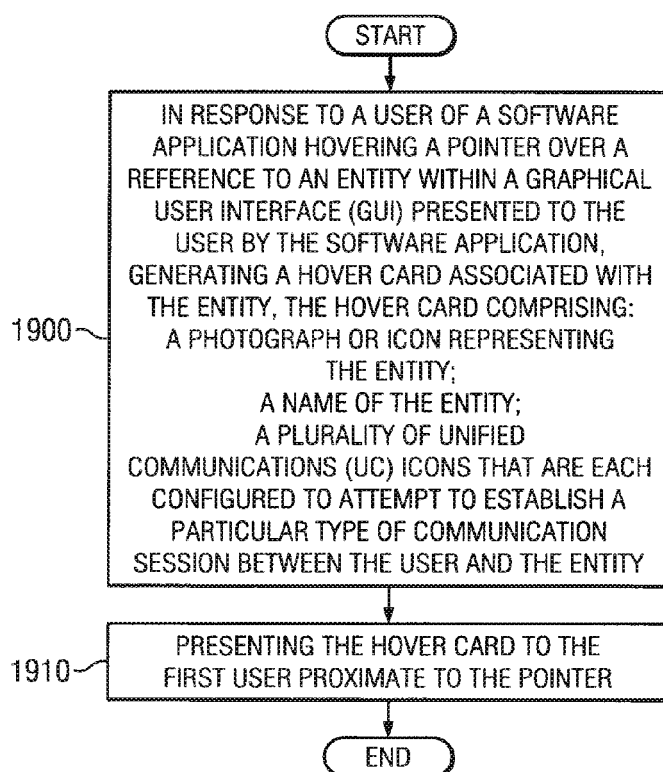 START
IN RESPONSE TO A USER OF A SOFTWARE
APPLICATION HOVERING A POINTER OVER A
REFERENCE TO AN ENTITY WITHIN A GRAPHICAL
USER INTERFACE (GUI) PRESENTED TO THE
USER BY THE SOFTWARE APPLICATION,
GENERATING A HOVER CARD ASSOCIATED WITH
THE ENTITY, THE HOVER CARD COMPRISING:
A PHOTOGRAPH OR ICON REPRESENTING
THE ENTITY;
A NAME OF THE ENTITY;
A PLURALITY OF UNIFIED
COMMUNICATIONS (UC) ICONS THAT ARE EACH
CONFIGURED TO ATTEMPT TO ESTABLISH A
PARTICULAR TYPE OF COMMUNICATION
SESSION BETWEEN THE USER AND THE ENTITY
1900
PRESENTING THE HOVER CARD TO THE
FIRST USER PROXIMATE TO THE POINTER
1910
END